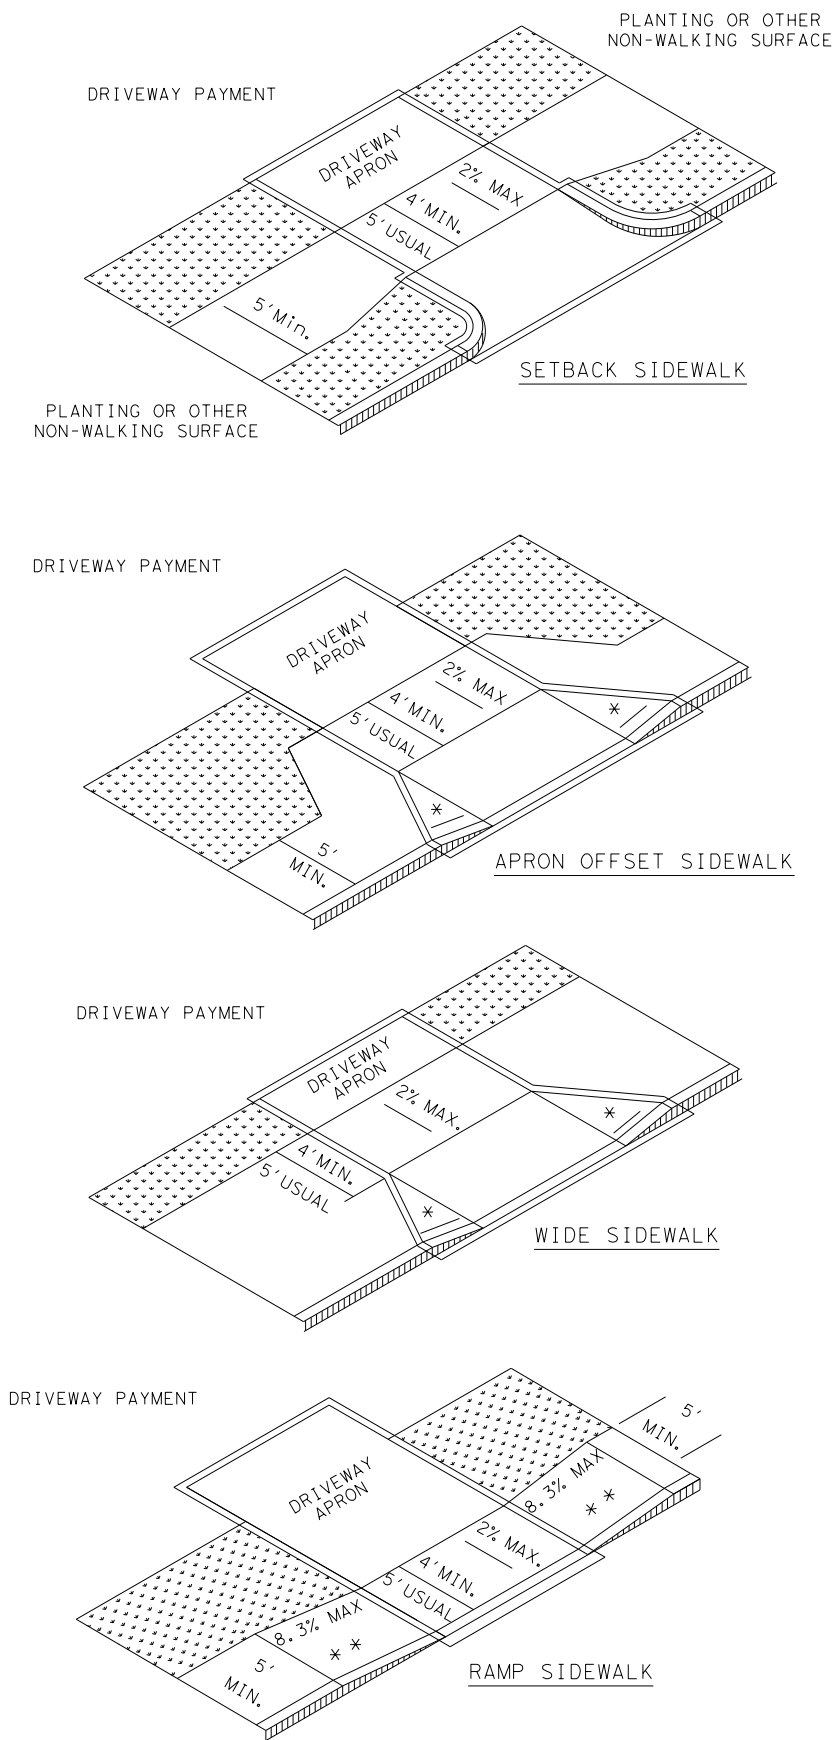 PLANTING OR OTHER
NON-WALKING SURFACE
DRIVEWAY PAYMENT
DRIVEWAY
APRON
2% MAX
4' MIN.
5' USUAL
5' Min.
SETBACK SIDEWALK
PLANTING OR OTHER
NON-WALKING SURFACE
DRIVEWAY PAYMENT
DRIVEWAY
APRON
2% MAX
4' MIN.
5' USUAL
*
*
5'
MIN.
APRON OFFSET SIDEWALK
DRIVEWAY PAYMENT
DRIVEWAY
APRON
2% MAX.
*
4' MIN.
5' USUAL
*
WIDE SIDEWALK
DRIVEWAY PAYMENT
5'
MIN.
8.3% MAX
* *
DRIVEWAY
APRON
2% MAX.
4' MIN.
5' USUAL
8.3% MAX
* *
5'
MIN.
RAMP SIDEWALK